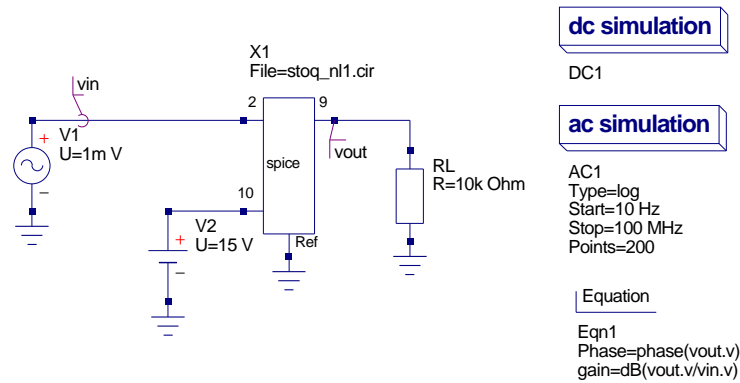 dc simulation
DC1
X1
File=stoq_nl1.cir
vin
2
9
+
V1
U=1m V
vout
spice
RL
R=10k Ohm
10
+
V2
U=15 V
Ref
ac simulation
AC1
Type=log
Start=10 Hz
Stop=100 MHz
Points=200
Equation
Eqn1
Phase=phase(vout.v)
gain=dB(vout.v/vin.v)